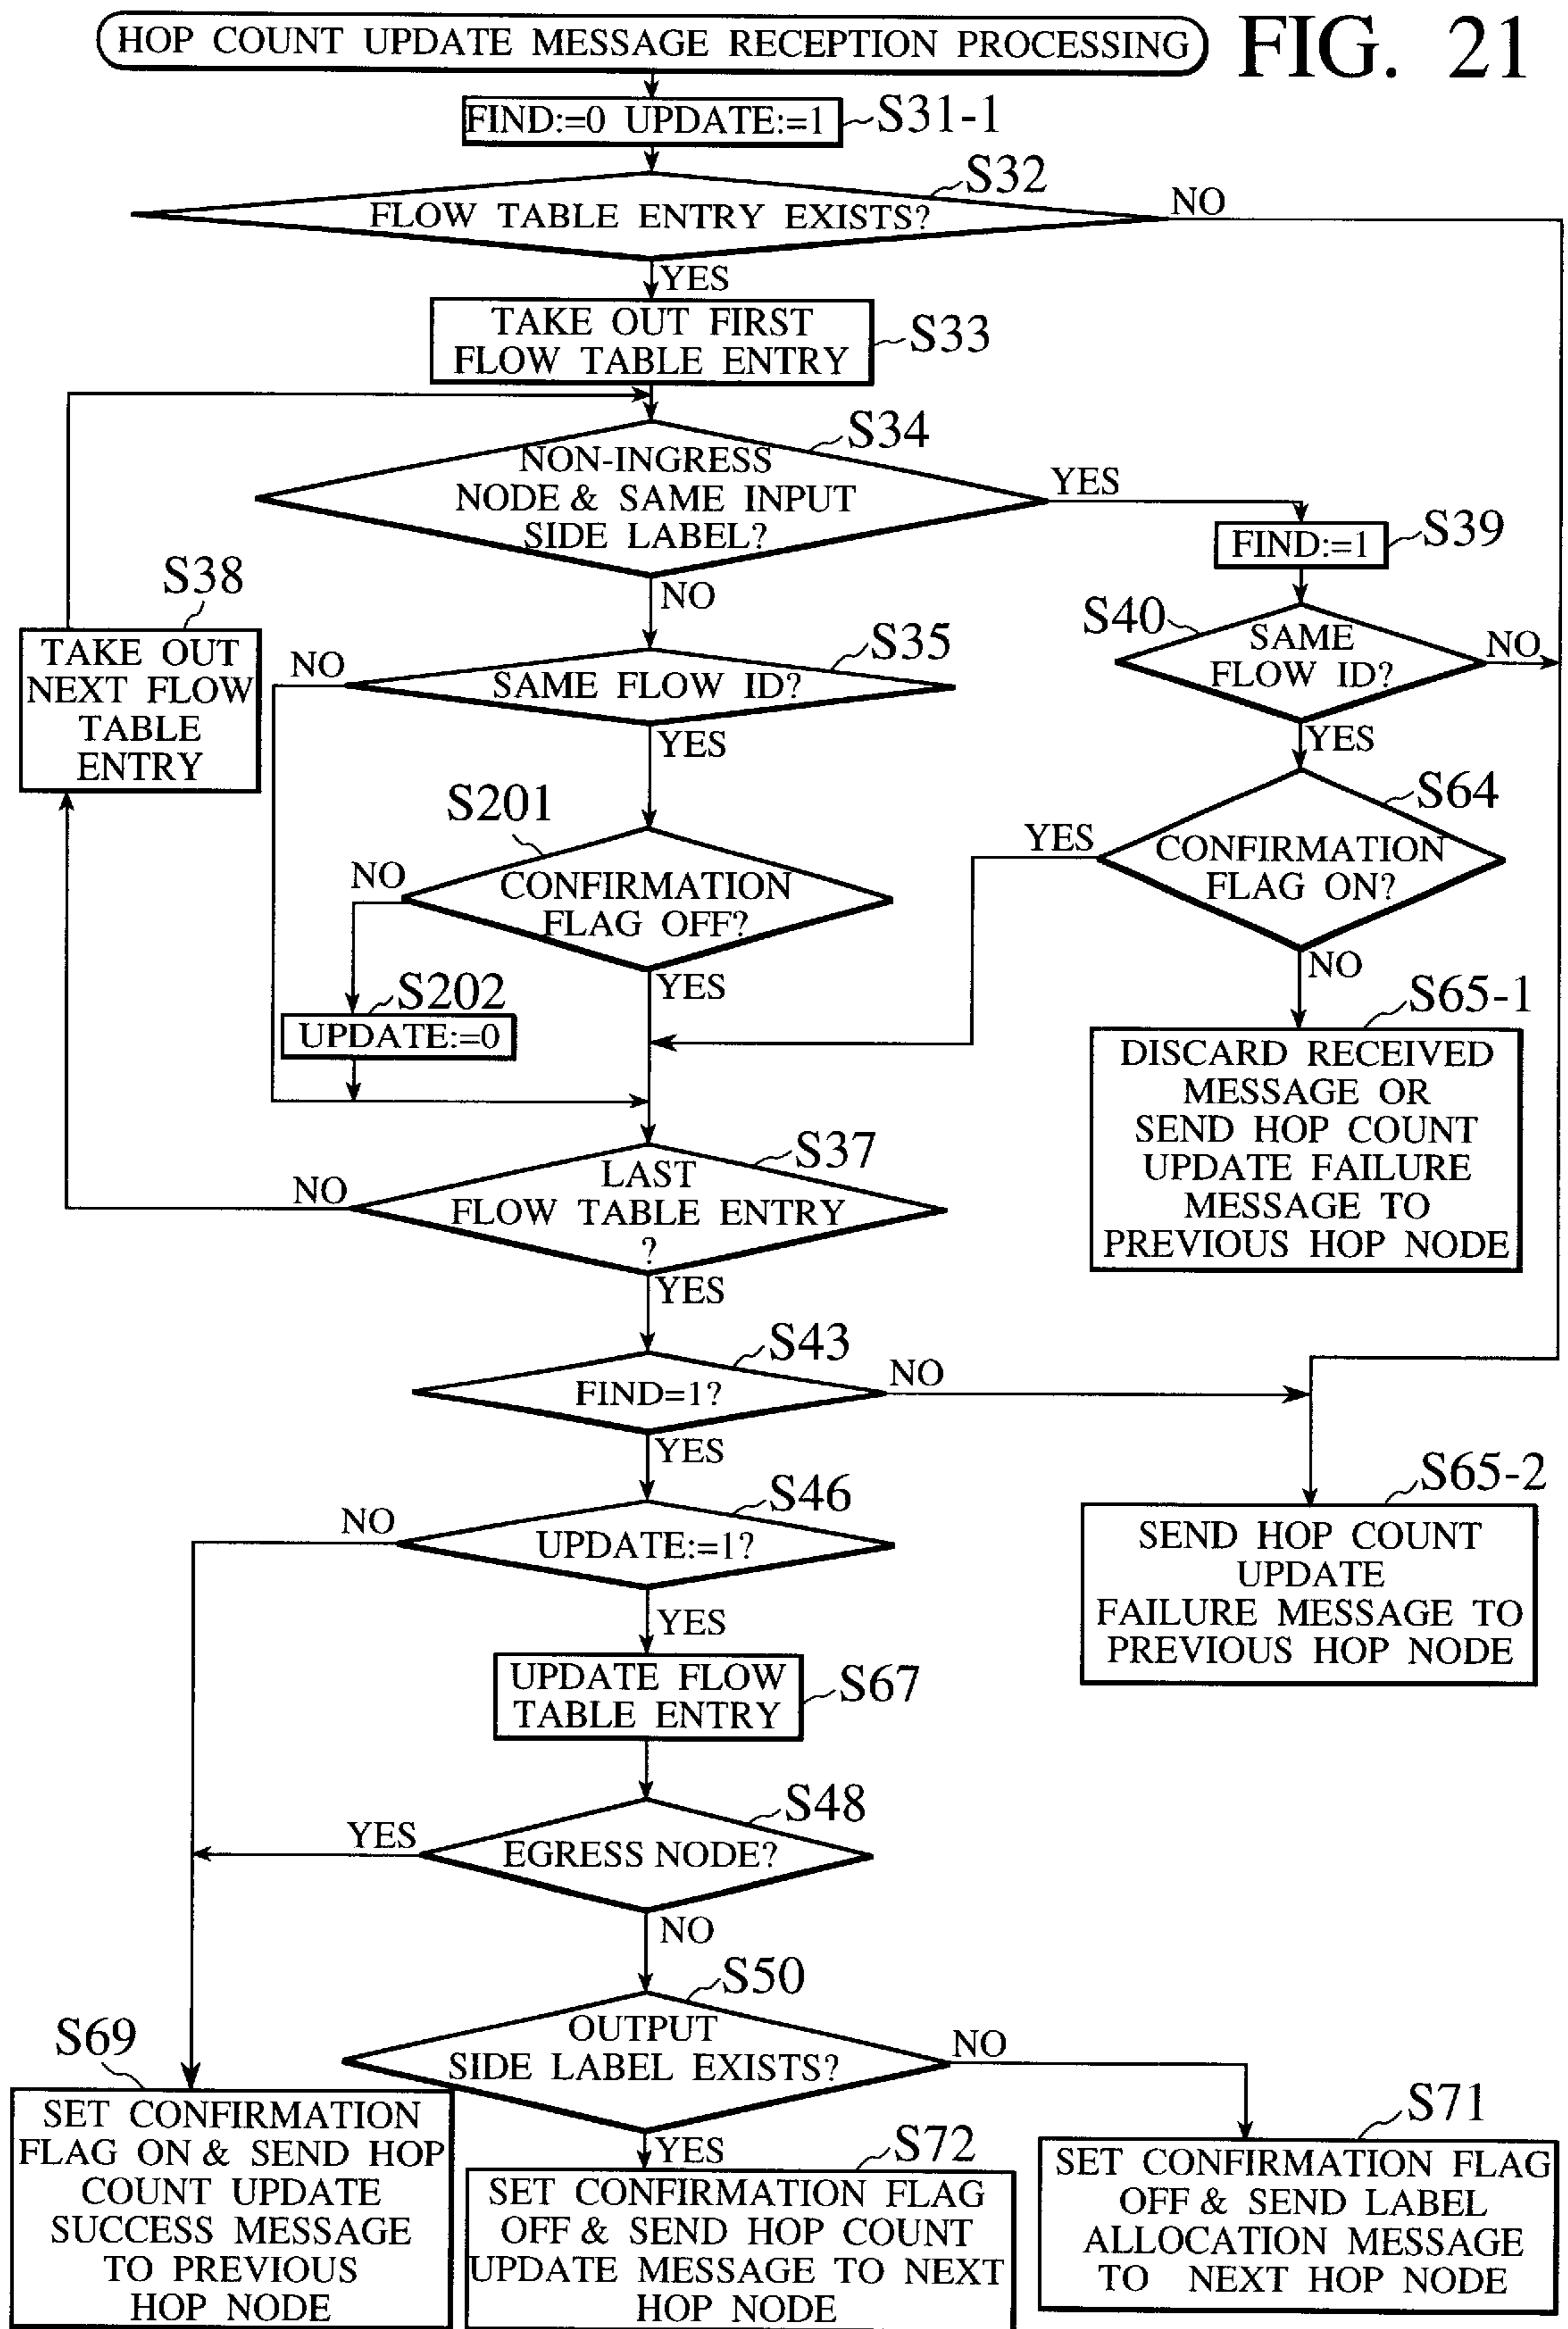 HOP COUNT UPDATE MESSAGE RECEPTION PROCESSING
FIG. 21
FIND:=0 UPDATE:=1
S31-1
S32
FLOW TABLE ENTRY EXISTS?
NO
YES
TAKE OUT FIRST
FLOW TABLE ENTRY
S33
S34
NON-INGRESS
NODE & SAME INPUT
SIDE LABEL?
YES
NO
FIND:=1
S39
S38
TAKE OUT
NEXT FLOW
TABLE
ENTRY
S35
NO
SAME FLOW ID?
YES
S40
SAME
FLOW ID?
NO
YES
S201
NO
CONFIRMATION
FLAG OFF?
YES
S64
YES
CONFIRMATION
FLAG ON?
NO
S202
UPDATE:=0
S65-1
DISCARD RECEIVED
MESSAGE OR
SEND HOP COUNT
UPDATE FAILURE
MESSAGE TO
PREVIOUS HOP NODE
S37
NO
LAST
FLOW TABLE ENTRY
?
YES
S43
FIND=1?
NO
YES
S46
NO
UPDATE:=1?
YES
S65-2
SEND HOP COUNT
UPDATE
FAILURE MESSAGE TO
PREVIOUS HOP NODE
UPDATE FLOW
TABLE ENTRY
S67
S48
YES
EGRESS NODE?
NO
S50
OUTPUT
SIDE LABEL EXISTS?
NO
YES
S69
SET CONFIRMATION
FLAG ON & SEND HOP
COUNT UPDATE
SUCCESS MESSAGE
TO PREVIOUS
HOP NODE
S72
SET CONFIRMATION FLAG
OFF & SEND HOP COUNT
UPDATE MESSAGE TO NEXT
HOP NODE
S71
SET CONFIRMATION FLAG
OFF & SEND LABEL
ALLOCATION MESSAGE
TO NEXT HOP NODE